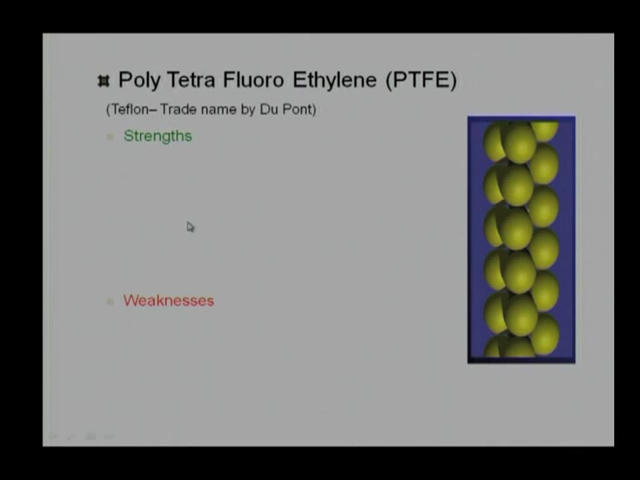 Poly Tetra Fluoro Ethylene (PTFE)
(Teflon– Trade name by Du Pont)
Strengths
Weaknesses